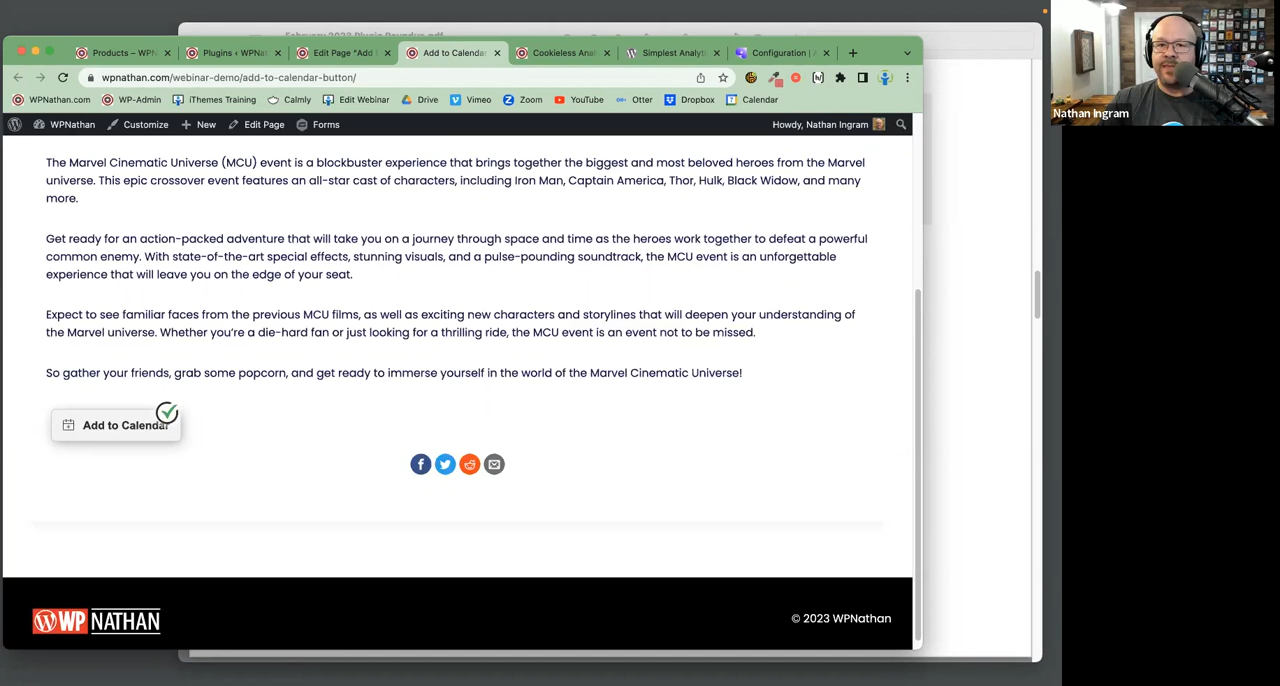 February 2023 Plugin Roundup.pdf
Products – WPN
Plugins ‹ WPNat
Edit Page "Add
Add to Calenda
Cookieless Anal
Simplest Analyti
Configuration | A
wpnathan.com/webinar-demo/add-to-calendar-button/
WPNathan.com
WP-Admin
iThemes Training
Calmly
Edit Webinar
Drive
Vimeo
Zoom
YouTube
Otter
Dropbox
Calendar
Nathan Ingram
WPNathan
Customize
New
Edit Page
Forms
Howdy, Nathan Ingram
The Marvel Cinematic Universe (MCU) event is a blockbuster experience that brings together the biggest and most beloved heroes from the Marvel
universe. This epic crossover event features an all-star cast of characters, including Iron Man, Captain America, Thor, Hulk, Black Widow, and many
more.
Get ready for an action-packed adventure that will take you on a journey through space and time as the heroes work together to defeat a powerful
common enemy. With state-of-the-art special effects, stunning visuals, and a pulse-pounding soundtrack, the MCU event is an unforgettable
experience that will leave you on the edge of your seat.
Expect to see familiar faces from the previous MCU films, as well as exciting new characters and storylines that will deepen your understanding of
the Marvel universe. Whether you're a die-hard fan or just looking for a thrilling ride, the MCU event is an event not to be missed.
So gather your friends, grab some popcorn, and get ready to immerse yourself in the world of the Marvel Cinematic Universe!
Add to Calendar
WP NATHAN
© 2023 WPNathan